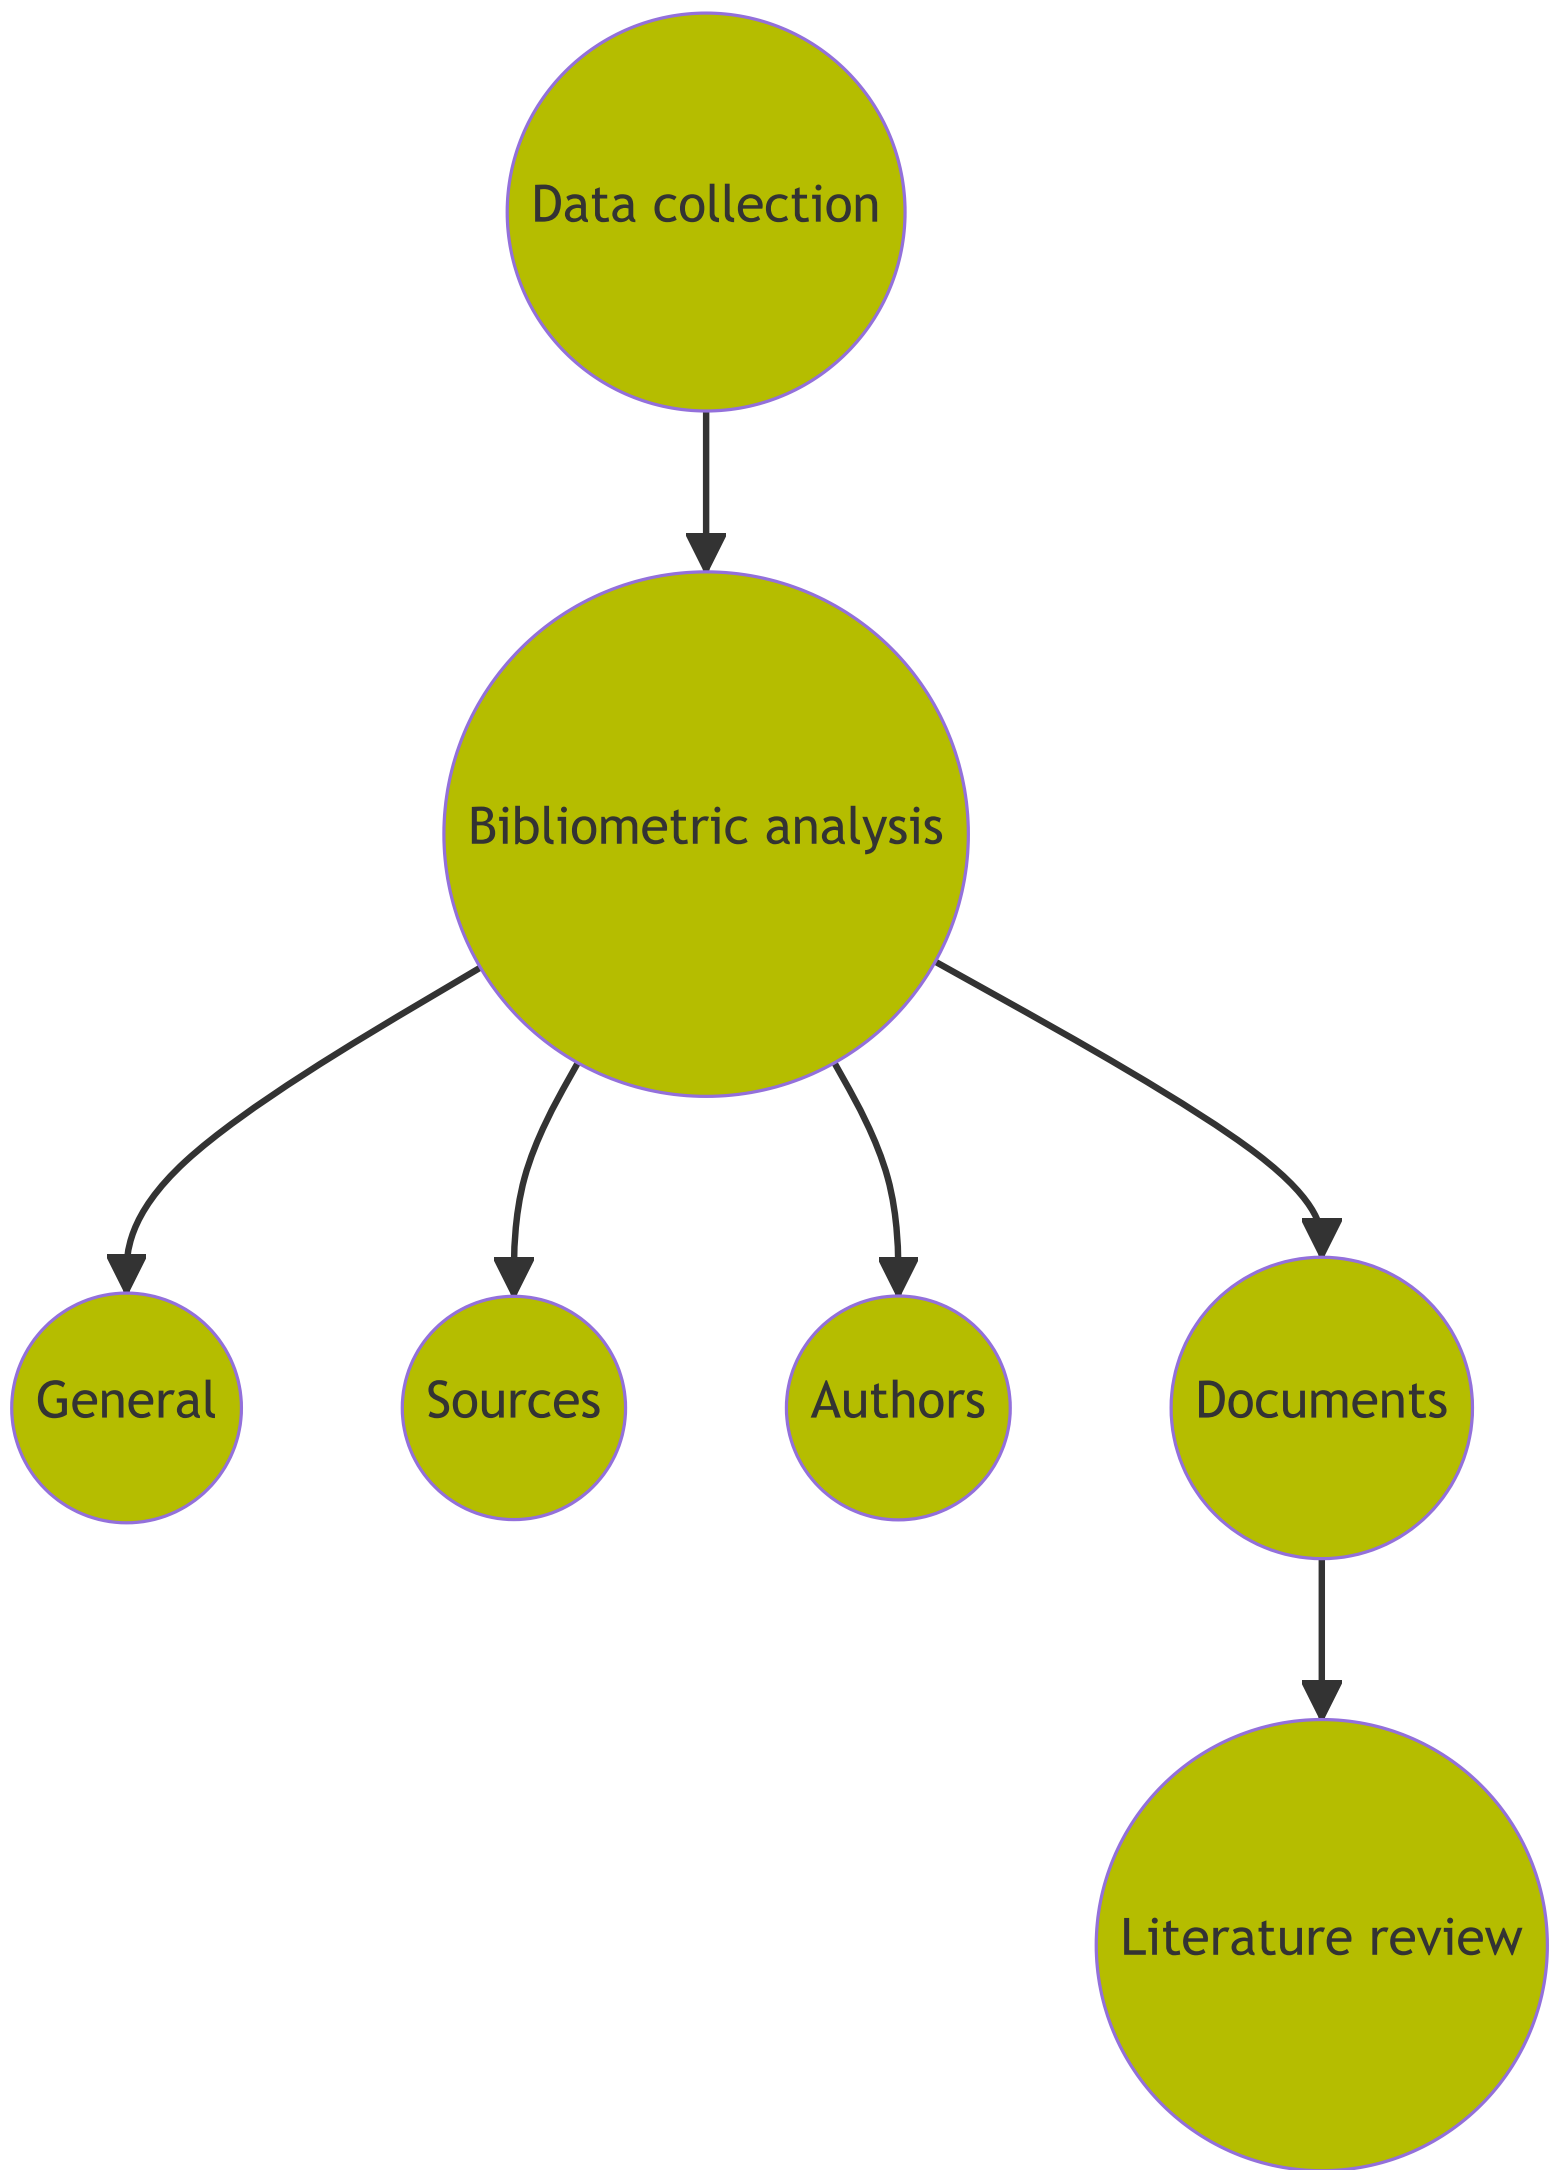 Data collection
Bibliometric analysis
General
Sources
Authors
Documents
Literature review